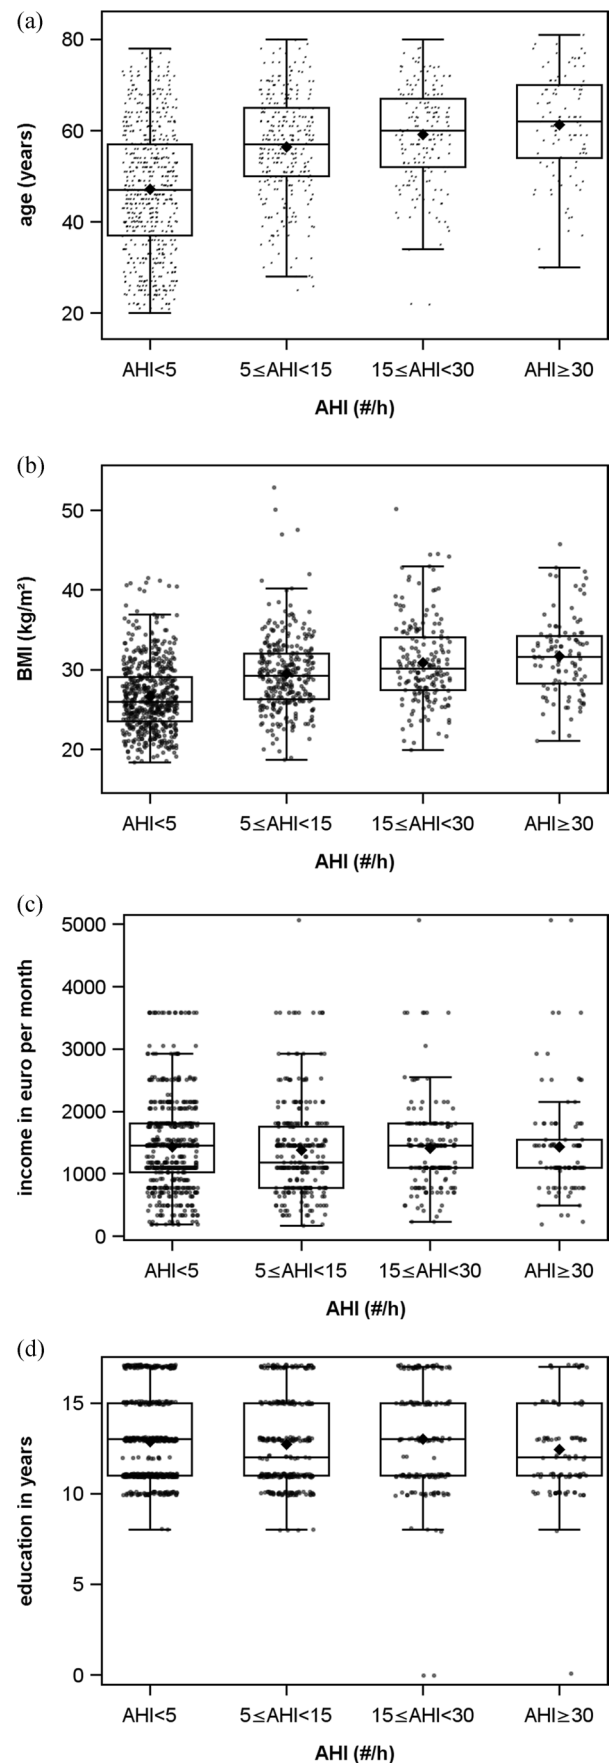 (a)
80
60
40
20
age (years)
AHI<5 5≤AHI<15 15≤AHI<30 AHI≥30
AHI (#/h)
(b)
50
40
30
20
BMI (kg/m²)
AHI<5 5≤AHI<15 15≤AHI<30 AHI≥30
AHI (#/h)
(c)
5000
4000
3000
2000
1000
0
income in euro per month
AHI<5 5≤AHI<15 15≤AHI<30 AHI≥30
AHI (#/h)
(d)
15
10
5
0
education in years
AHI<5 5≤AHI<15 15≤AHI<30 AHI≥30
AHI (#/h)